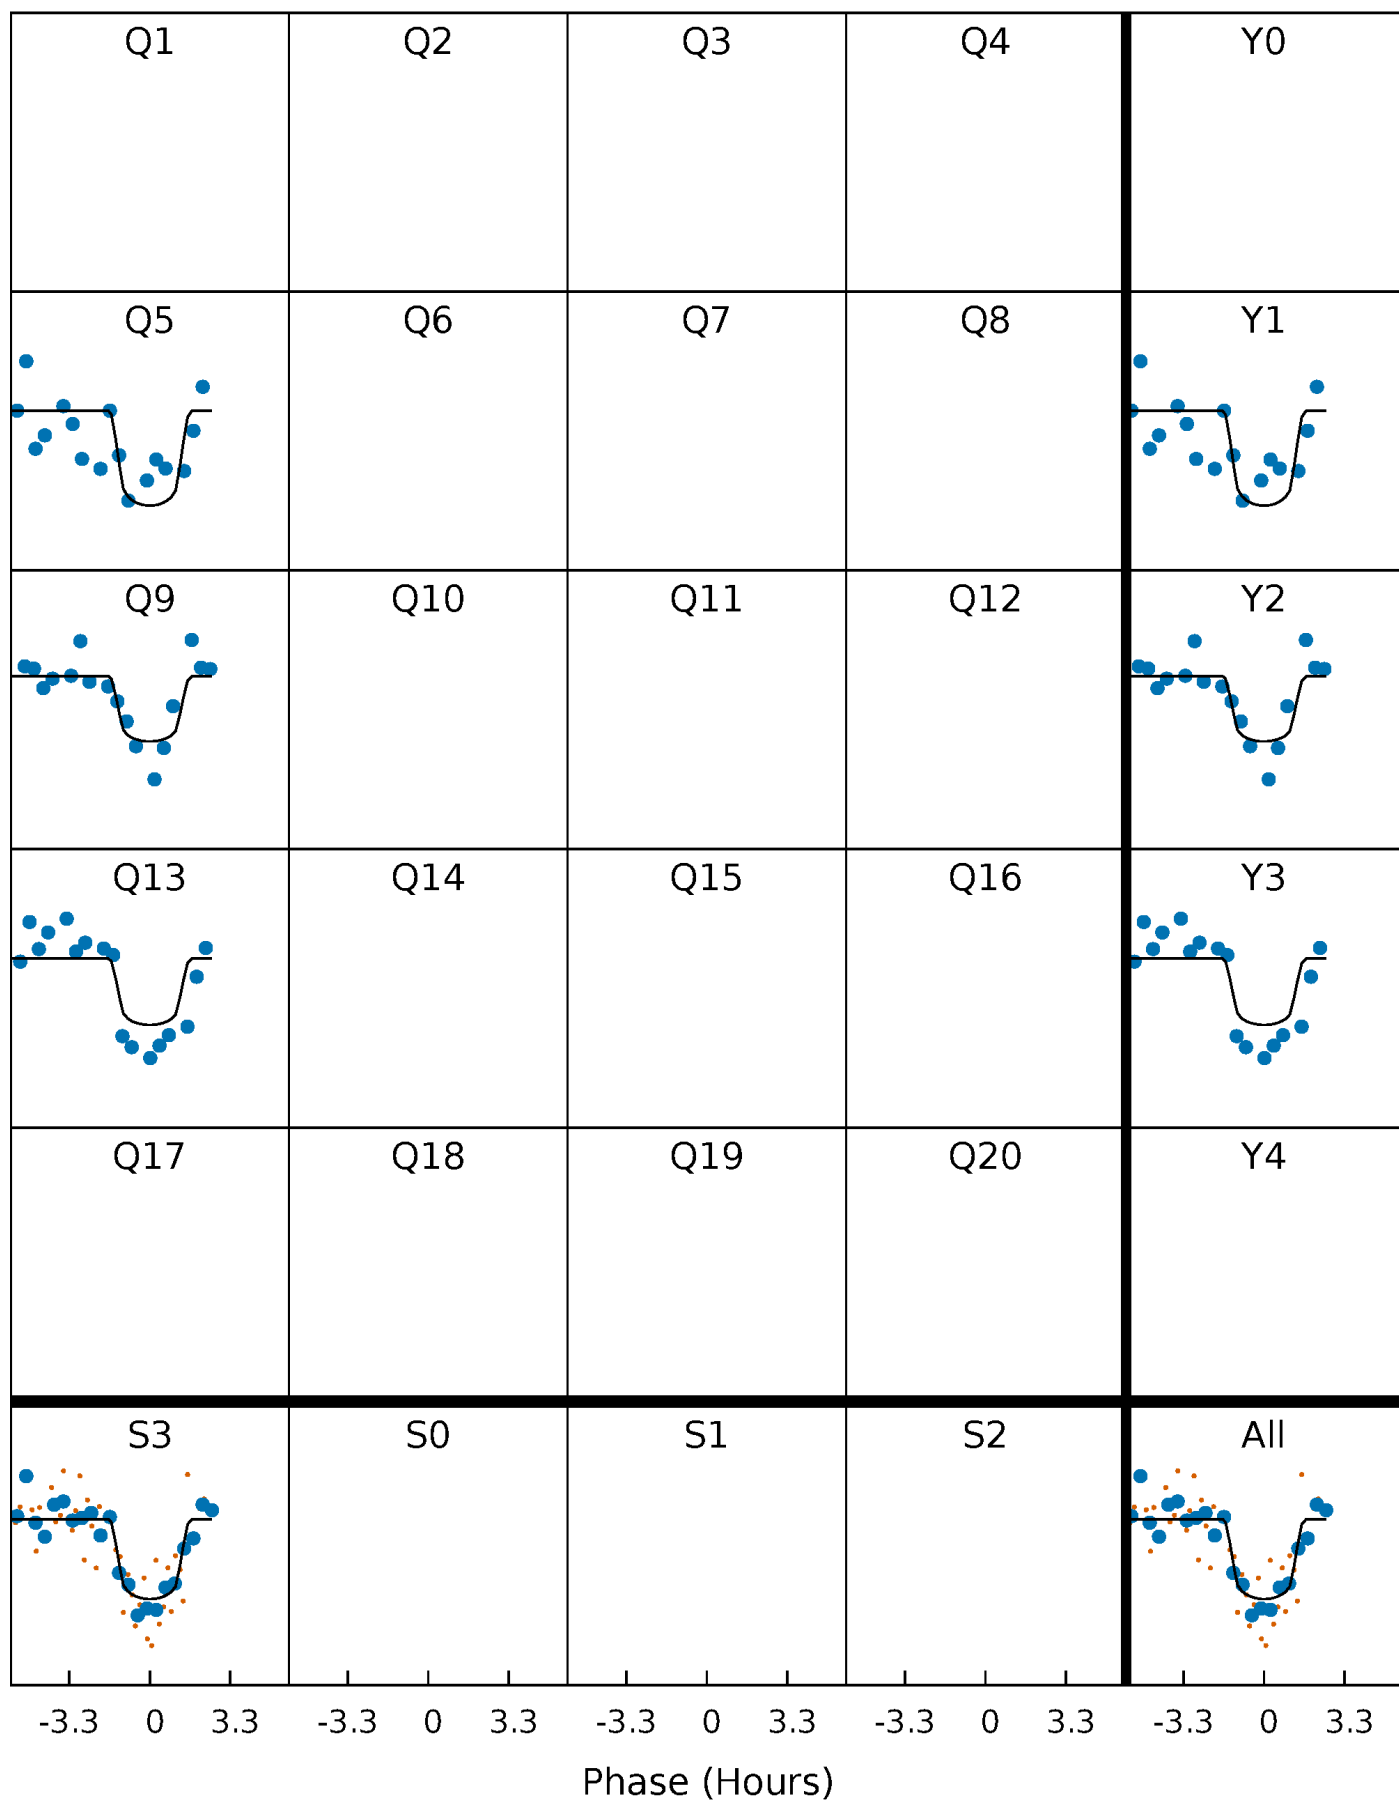 Q1 Q2 Q3 Q4 Y0
Q5 Q6 Q7 Q8 Y1
Q9 Q10 Q11 Q12 Y2
Q13 Q14 Q15 Q16 Y3
Q17 Q18 Q19 Q20 Y4
S3 S0 S1 S2 All
-3.3 0 3.3 -3.3 0 3.3 -3.3 0 3.3 -3.3 0 3.3 -3.3 0 3.3
Phase (Hours)